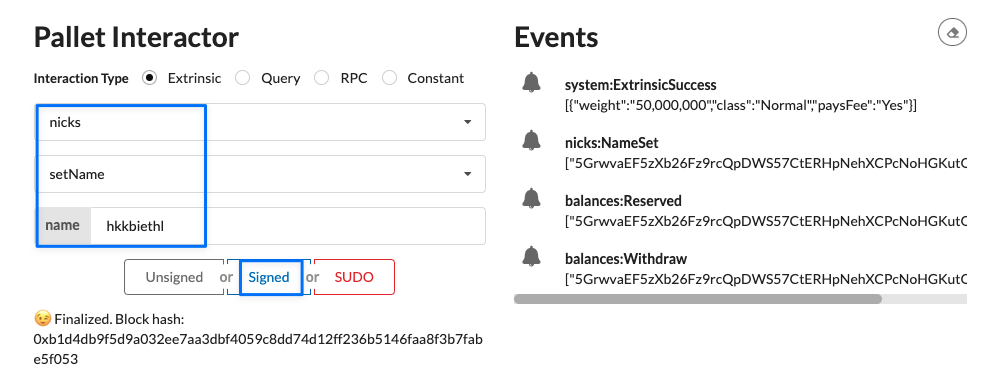 Pallet Interactor
Interaction Type Extrinsic Query RPC Constant
nicks
setName
name hkkbiethl
Unsigned or Signed or SUDO
😉 Finalized. Block hash:
0xb1d4db9f5d9a032ee7aa3dbf4059c8dd74d12ff236b5146faa8f3b7fab
e5f053
Events
system:ExtrinsicSuccess
[{"weight":"50,000,000","class":"Normal","paysFee":"Yes"}]
nicks:NameSet
["5GrwvaEF5zXb26Fz9rcQpDWS57CtERHpNehXCPcNoHGKutQ
balances:Reserved
["5GrwvaEF5zXb26Fz9rcQpDWS57CtERHpNehXCPcNoHGKutQ
balances:Withdraw
["5GrwvaEF5zXb26Fz9rcQpDWS57CtERHpNehXCPcNoHGKutQ